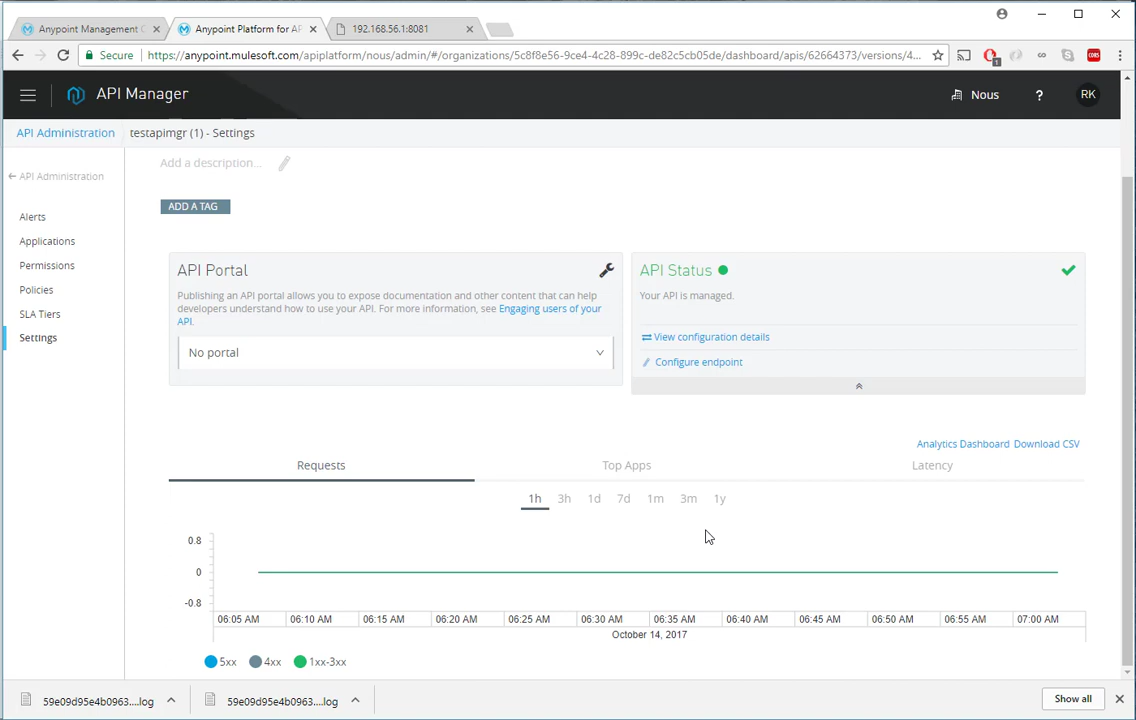 Anypoint Management C
Anypoint Platform for AP
192.168.56.1:8081
Secure
https://anypoint.mulesoft.com/apiplatform/nous/admin/#/organizations/5c8f8e56-9ce4-4c28-899c-de82c5cb05de/dashboard/apis/62664373/versions/4...
1
CORS
API Manager
Nous
?
RK
API Administration
testapimgr (1) - Settings
API Administration
Alerts
Applications
Permissions
Policies
SLA Tiers
Settings
Add a description...
ADD A TAG
API Portal
Publishing an API portal allows you to expose documentation and other content that can help
developers understand how to use your API. For more information, see Engaging users of your
API.
No portal
API Status
Your API is managed.
View configuration details
Configure endpoint
Analytics Dashboard Download CSV
Requests
Top Apps
Latency
1h 3h 1d 7d 1m 3m 1y
0.8
0
-0.8
06:05 AM 06:10 AM 06:15 AM 06:20 AM 06:25 AM 06:30 AM 06:35 AM 06:40 AM 06:45 AM 06:50 AM 06:55 AM 07:00 AM
October 14, 2017
5xx 4xx 1xx-3xx
59e09d95e4b0963....log
59e09d95e4b0963....log
Show all